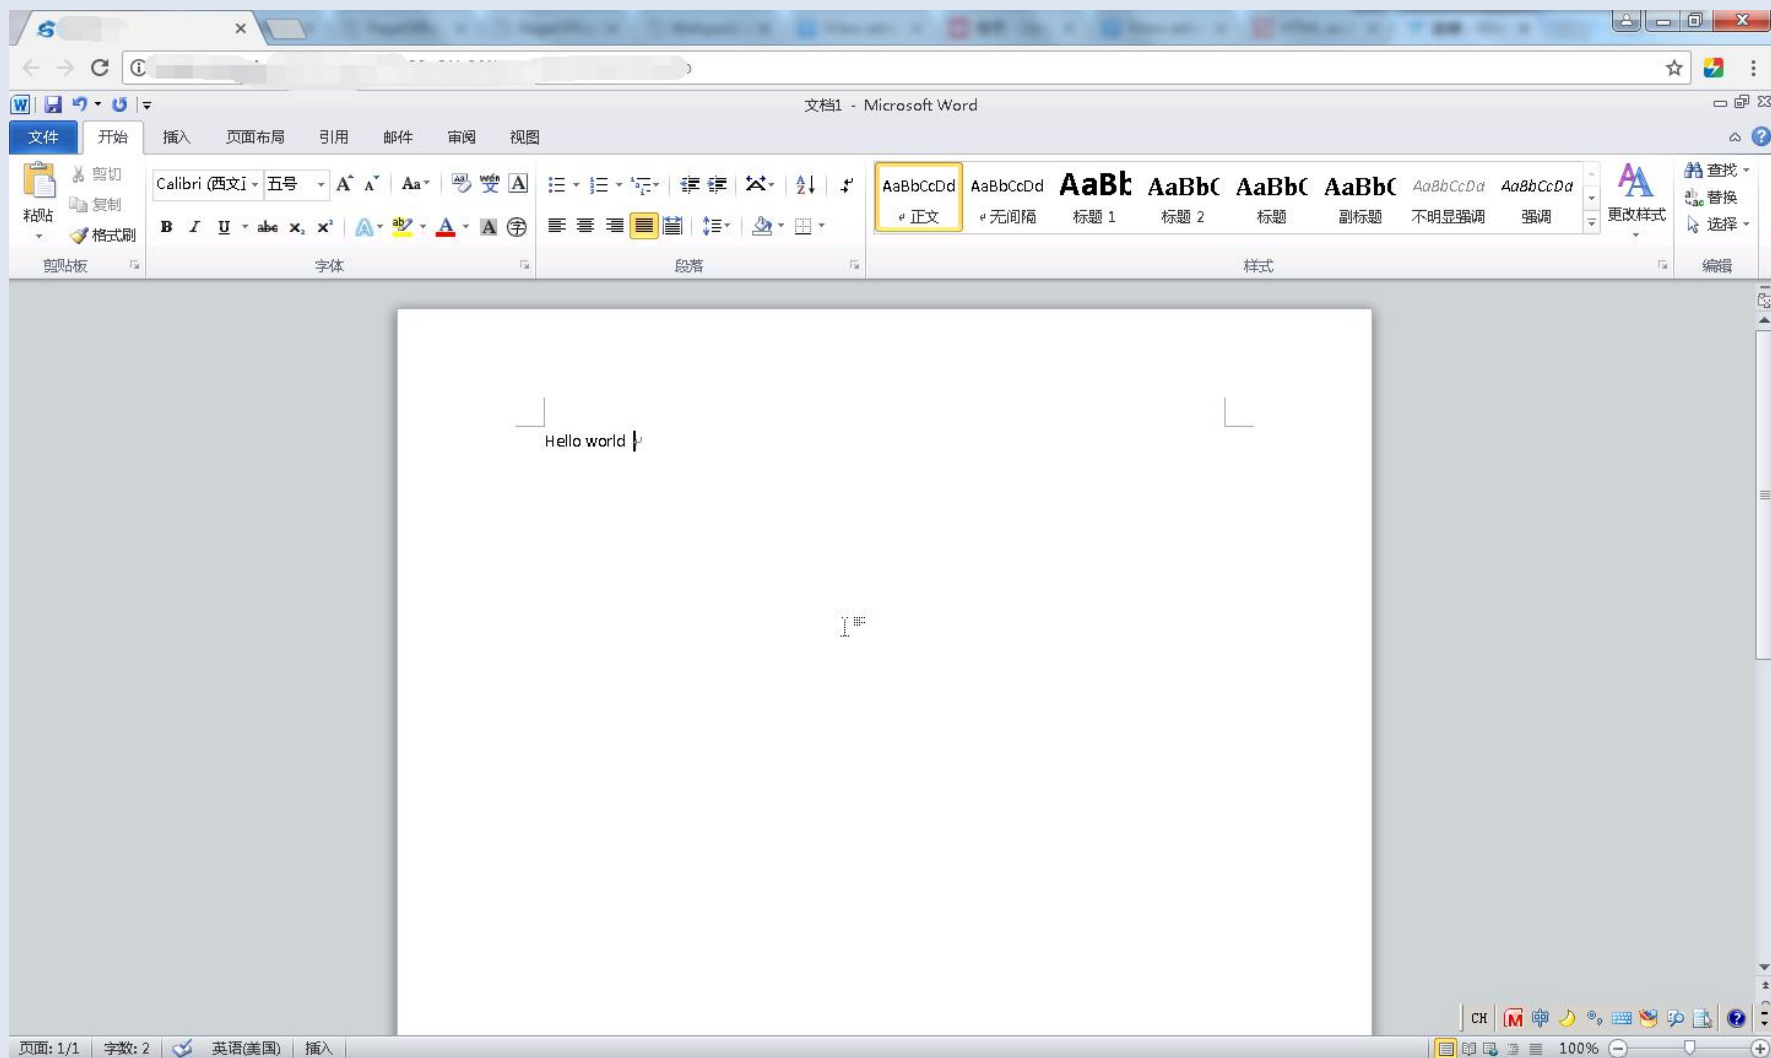 文档1 - Microsoft Word
文件 开始 插入 页面布局 引用 邮件 审阅 视图
粘贴 剪切 复制 格式刷
Calibri (西文 五号
B I U abc x₂ x²
AaBbCcDd AaBbCcDd AaBb AaBbC AaBbC AaBbC AaBbCcDd AaBbCcDd
正文 无间隔 标题 1 标题 2 标题 副标题 不明显强调 强调
更改样式
查找
替换
选择
剪贴板 字体 段落 样式 编辑
Hello world
CH M 中
页面: 1/1 字数: 2 英语(美国) 插入 100%